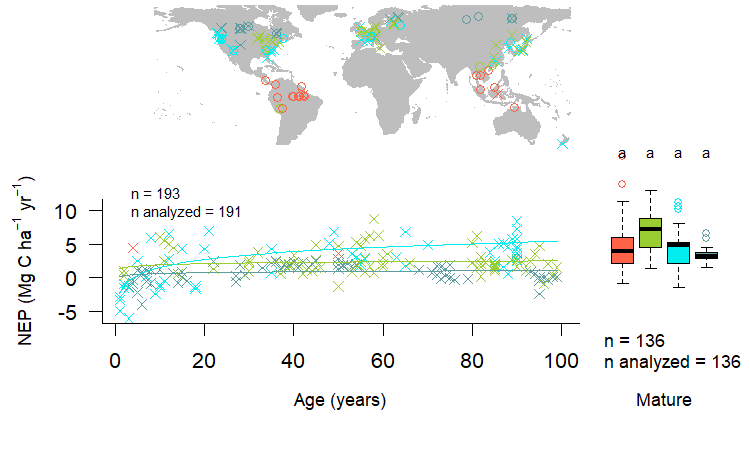 a a a a
n = 193
n analyzed = 191
10
5
0
-5
NEP (Mg C ha⁻¹ yr⁻¹)
0 20 40 60 80 100
Age (years)
n = 136
n analyzed = 136
Mature